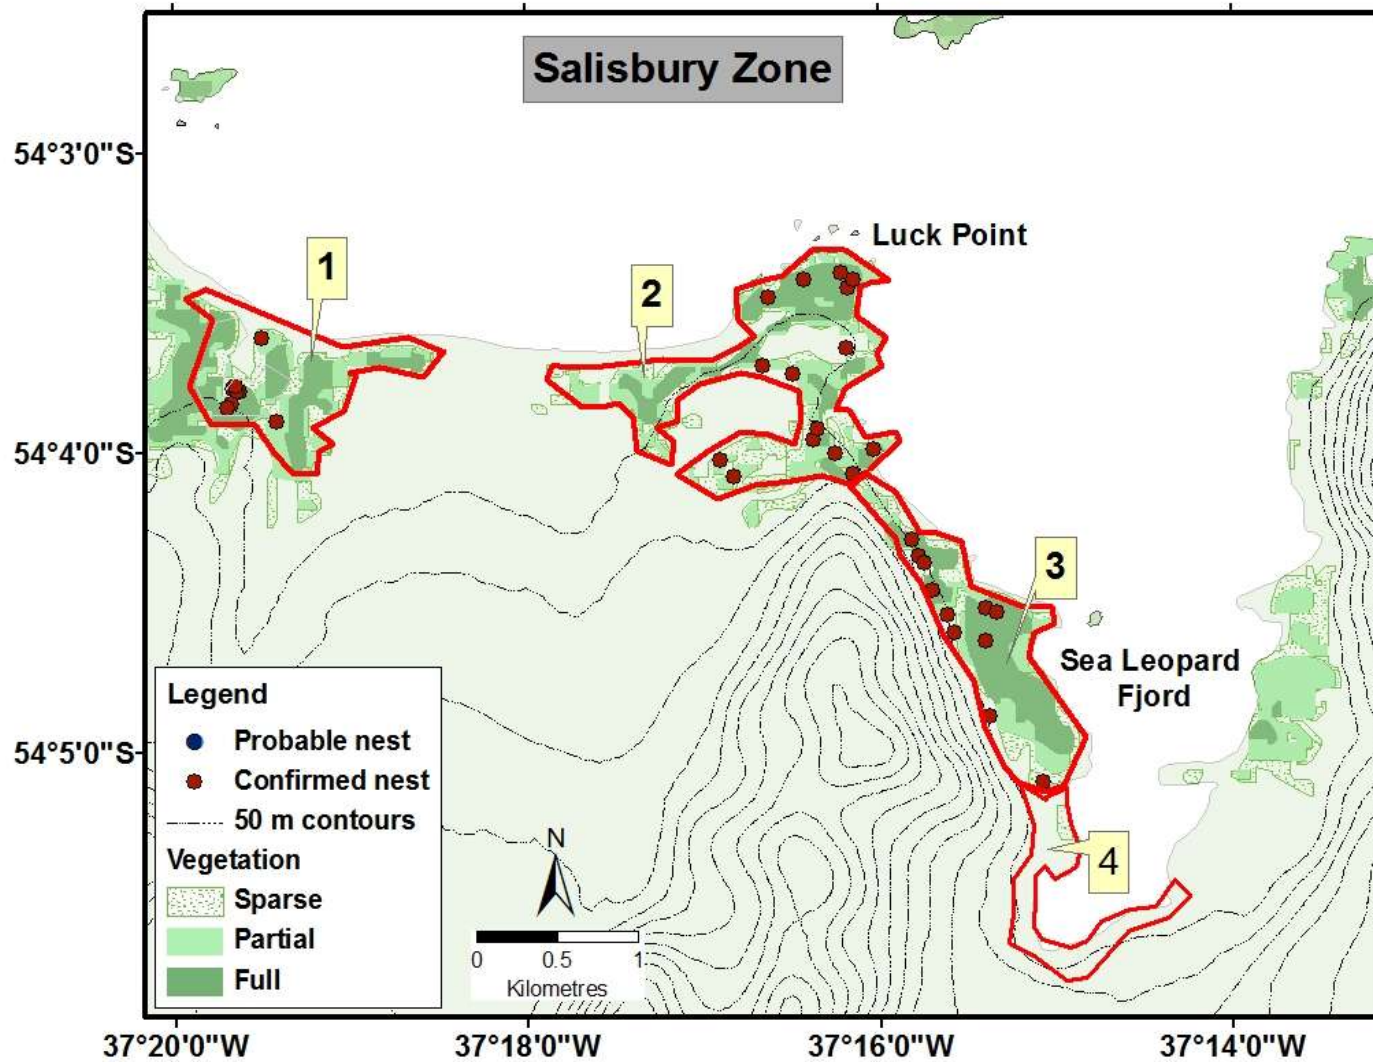 Salisbury Zone
54°3'0"S
Luck Point
1
2
54°4'0"S
3
Sea Leopard
Fjord
Legend
Probable nest
Confirmed nest
50 m contours
Vegetation
Sparse
Partial
Full
54°5'0"S
4
N
0 0.5 1
Kilometres
37°20'0"W 37°18'0"W 37°16'0"W 37°14'0"W